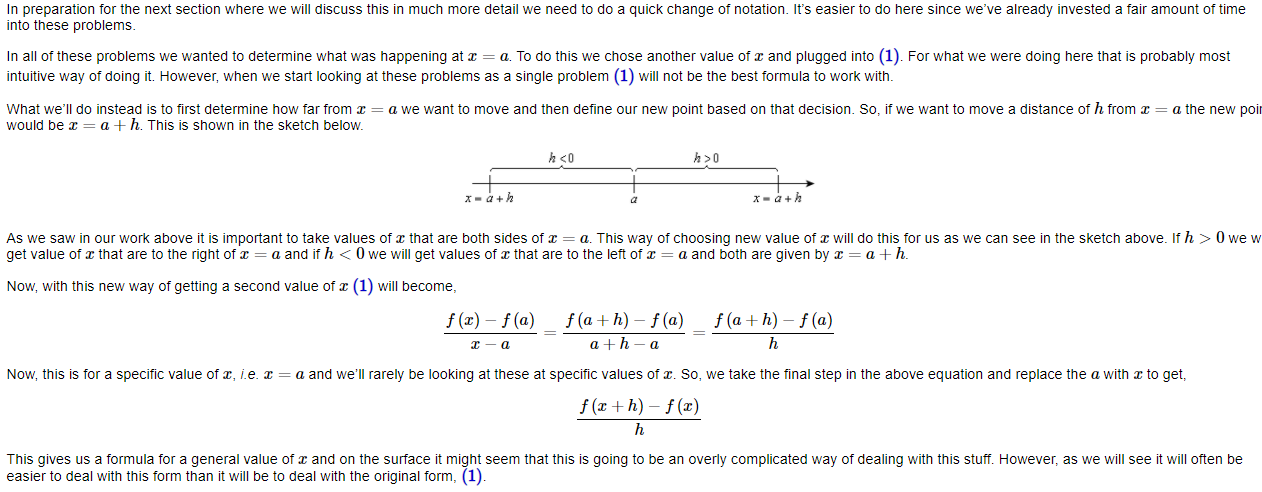 In preparation for the next section where we will discuss this in much more detail we need to do a quick change of notation. It's easier to do here since we've already invested a fair amount of time
into these problems.
In all of these problems we wanted to determine what was happening at x = a. To do this we chose another value of x and plugged into (1). For what we were doing here that is probably most
intuitive way of doing it. However, when we start looking at these problems as a single problem (1) will not be the best formula to work with.
What we'll do instead is to first determine how far from x = a we want to move and then define our new point based on that decision. So, if we want to move a distance of h from x = a the new
would be x = a + h. This is shown in the sketch below.
h < 0 h > 0
x = a + h a x = a + h
As we saw in our work above it is important to take values of x that are both sides of x = a. This way of choosing new value of x will do this for us as we can see in the sketch above. If h > 0 we
get value of x that are to the right of x = a and if h < 0 we will get values of x that are to the left of x = a and both are given by x = a + h.
Now, with this new way of getting a second value of x (1) will become,
f (x) − f (a) f (a + h) − f (a) f (a + h) − f (a)
= =
x − a a + h − a h
Now, this is for a specific value of x, i.e. x = a and we'll rarely be looking at these at specific values of x. So, we take the final step in the above equation and replace the a with x to get,
f (x + h) − f (x)
h
This gives us a formula for a general value of x and on the surface it might seem that this is going to be an overly complicated way of dealing with this stuff. However, as we will see it will often be
easier to deal with this form than it will be to deal with the original form, (1).